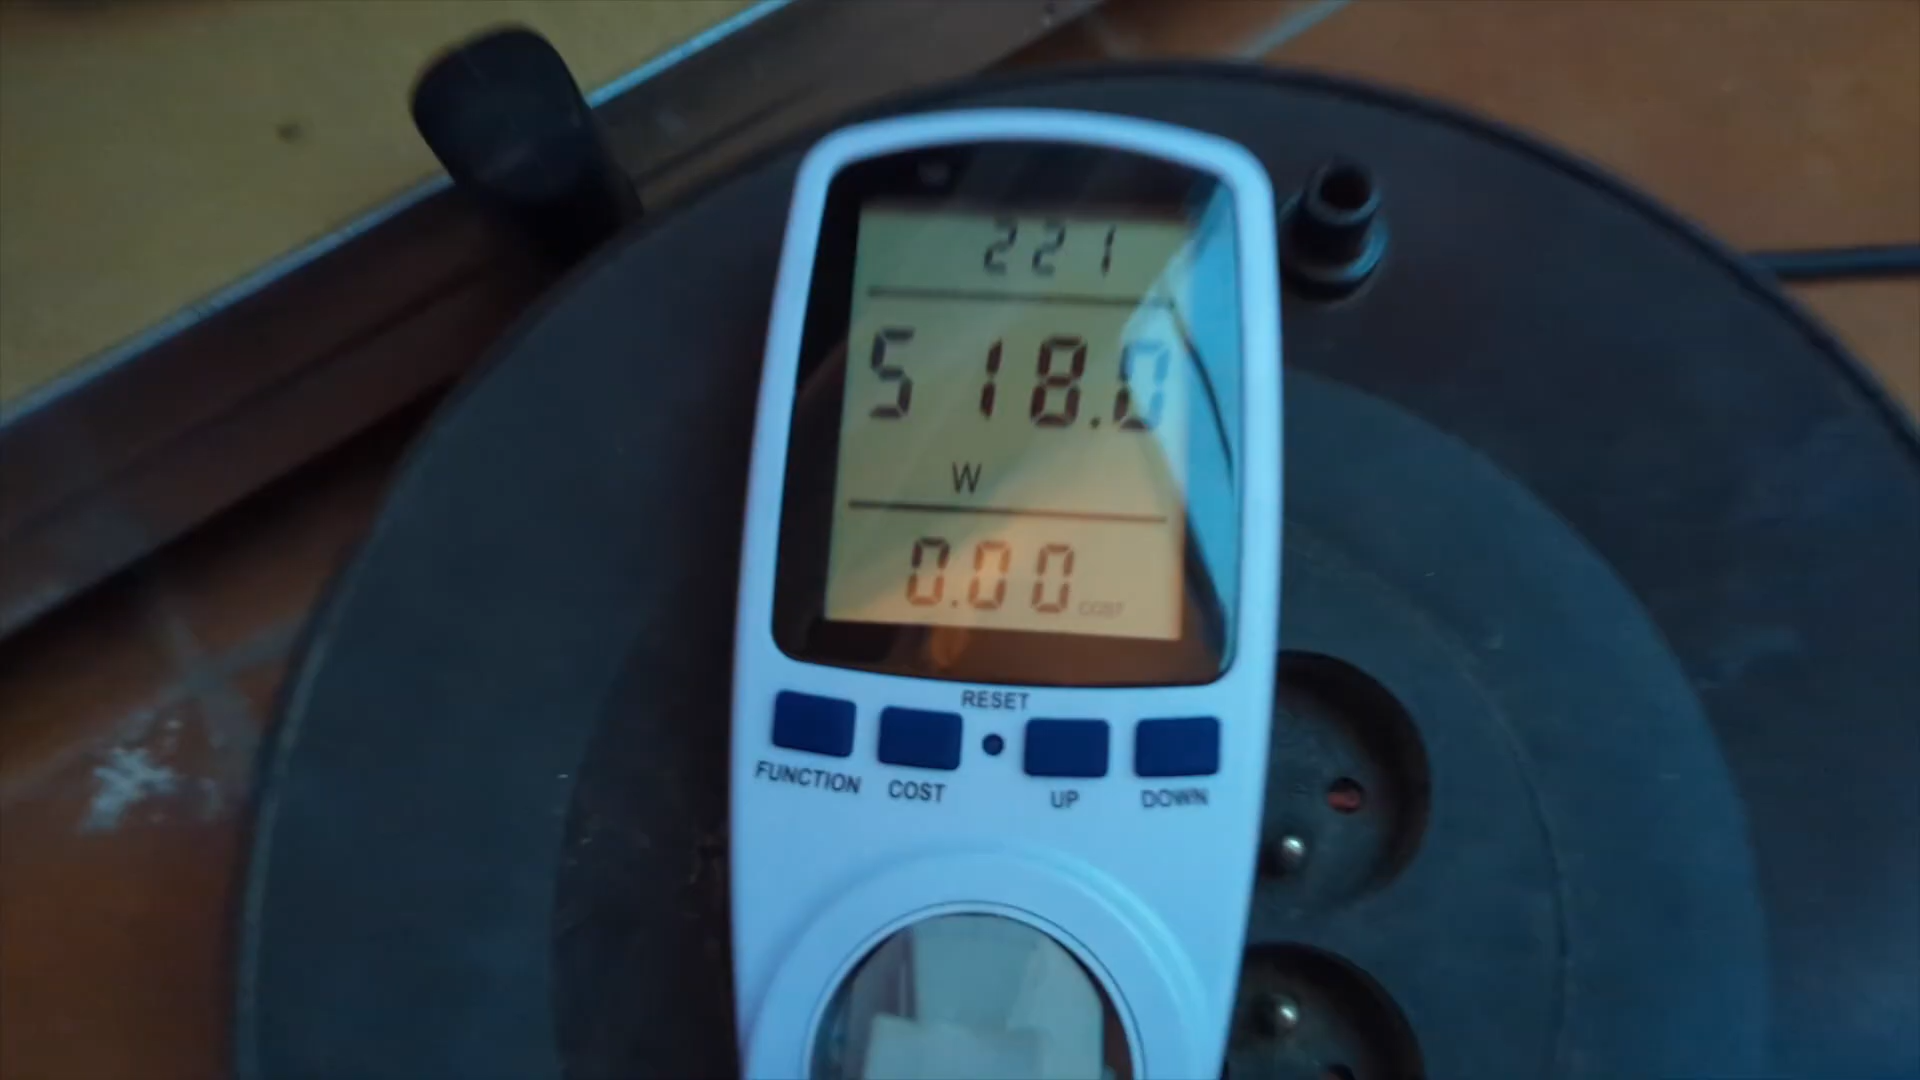 221
518.0
W
0.00 COST
RESET
FUNCTION COST UP DOWN